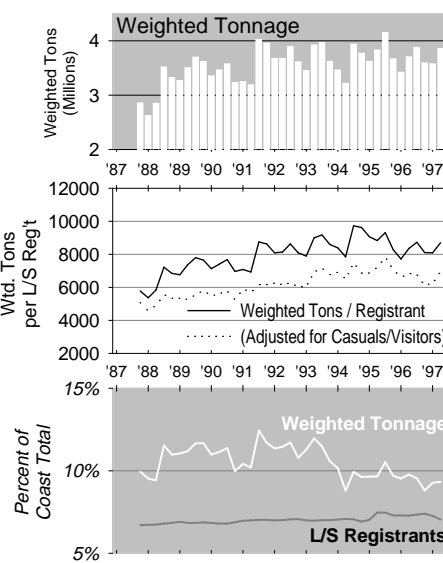 Weighted Tonnage
Weighted Tons
(Millions)
4
3
2
'87 '88 '89 '90 '91 '92 '93 '94 '95 '96 '97
Wtd. Tons
per L/S Reg't
12000
10000
8000
6000
4000
2000
Weighted Tons / Registrant
(Adjusted for Casuals/Visitors)
'87 '88 '89 '90 '91 '92 '93 '94 '95 '96 '97
Percent of
Coast Total
15%
10%
5%
Weighted Tonnage
L/S Registrants